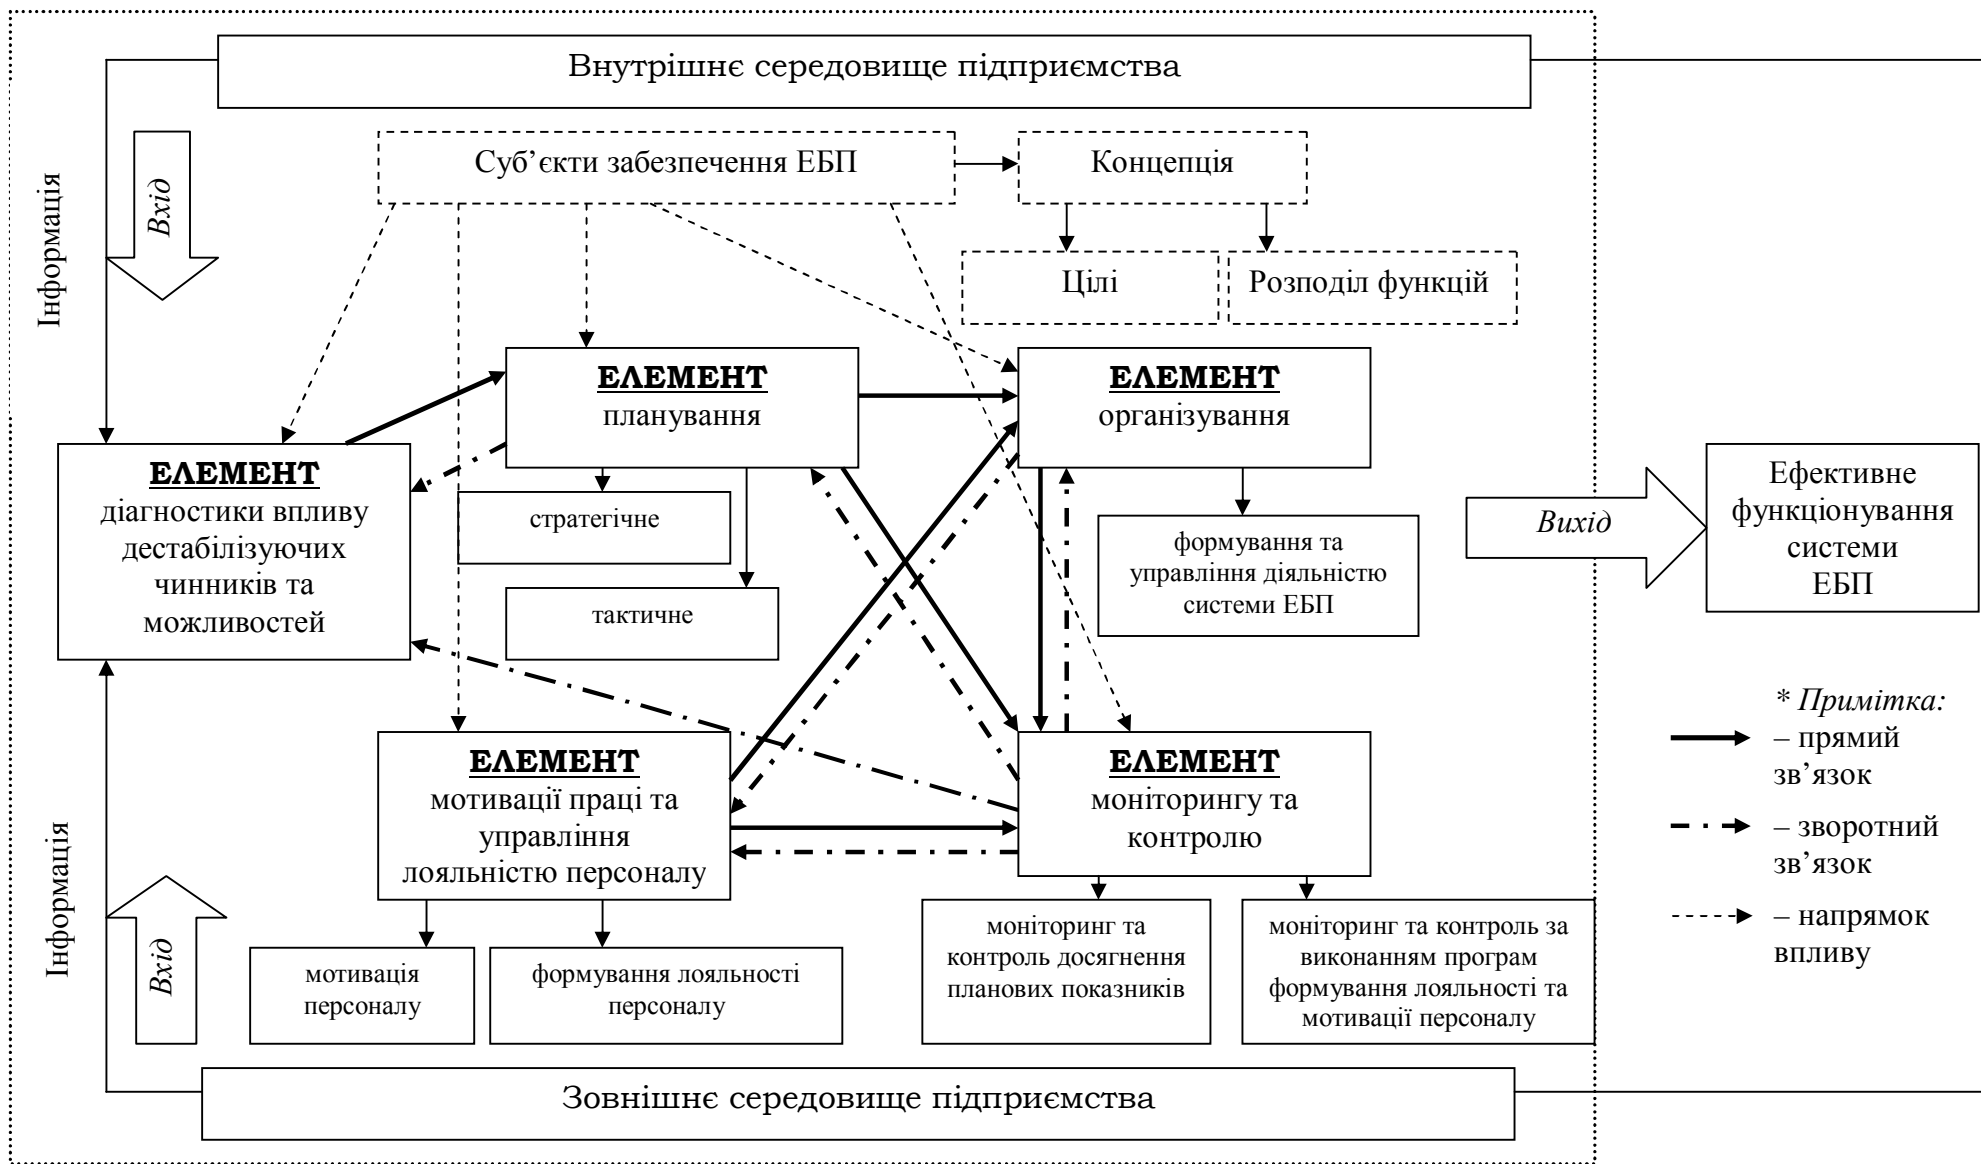 Внутрішнє середовище підприємства
Інформація
Вхід
Суб’єкти забезпечення ЕБП
Концепція
Цілі
Розподіл функцій
ЕЛЕМЕНТ
планування
ЕЛЕМЕНТ
організування
ЕЛЕМЕНТ
діагностики впливу
дестабілізуючих
чинників та
можливостей
стратегічне
тактичне
формування та
управління діяльністю
системи ЕБП
Вихід
Ефективне
функціонування
системи
ЕБП
ЕЛЕМЕНТ
мотивації праці та
управління
лояльністю персоналу
ЕЛЕМЕНТ
моніторингу та
контролю
* Примітка:
– прямий
зв’язок
– зворотний
зв’язок
– напрямок
впливу
Інформація
Вхід
мотивація
персоналу
формування лояльності
персоналу
моніторинг та
контроль досягнення
планових показників
моніторинг та контроль за
виконанням програм
формування лояльності та
мотивації персоналу
Зовнішнє середовище підприємства